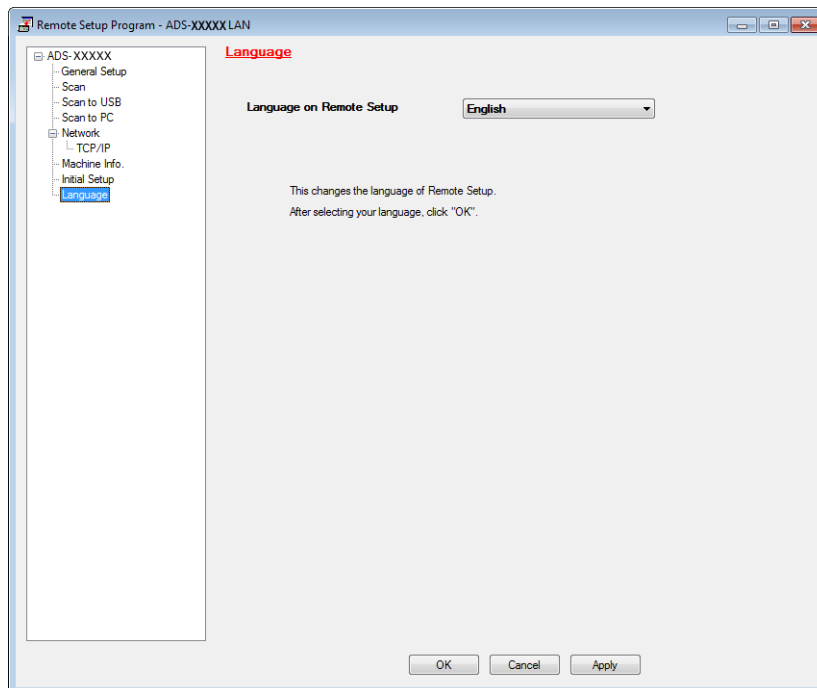 Remote Setup Program - ADS-XXXXX LAN
ADS-XXXXX
General Setup
Scan
Scan to USB
Scan to PC
Network
TCP/IP
Machine Info.
Initial Setup
Language
Language
Language on Remote Setup
English
This changes the language of Remote Setup.
After selecting your language, click "OK".
OK
Cancel
Apply